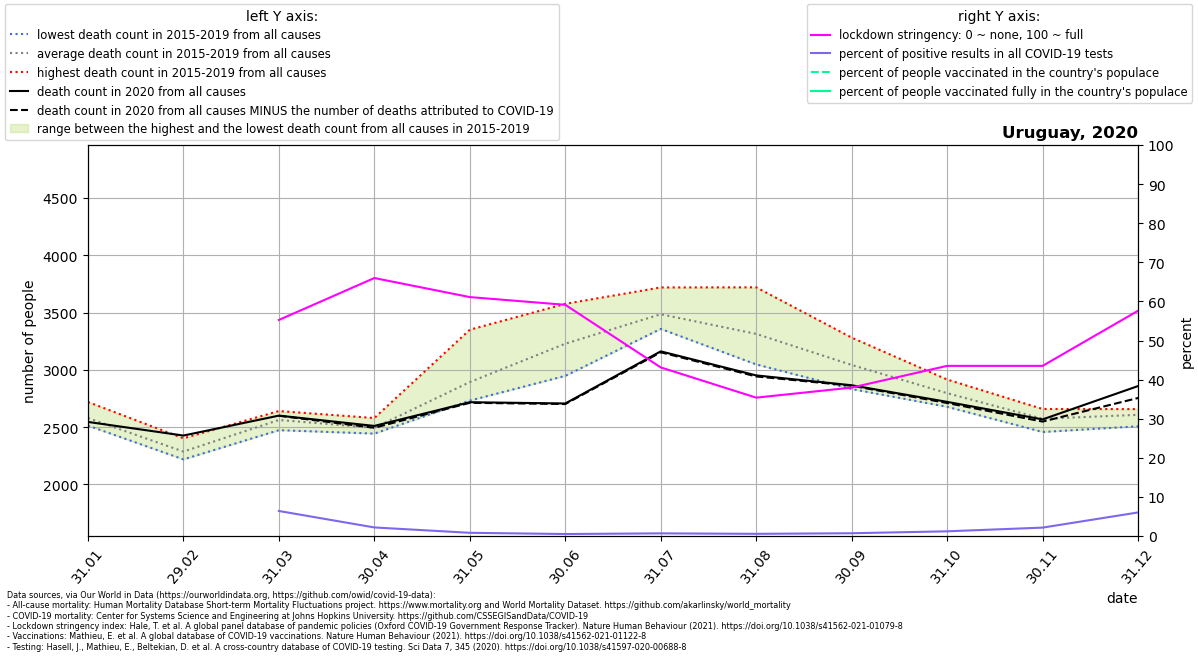 left Y axis:
lowest death count in 2015-2019 from all causes
average death count in 2015-2019 from all causes
highest death count in 2015-2019 from all causes
death count in 2020 from all causes
death count in 2020 from all causes MINUS the number of deaths attributed to COVID-19
range between the highest and the lowest death count from all causes in 2015-2019
right Y axis:
lockdown stringency: 0 ~ none, 100 ~ full
percent of positive results in all COVID-19 tests
percent of people vaccinated in the country's populace
percent of people vaccinated fully in the country's populace
Uruguay, 2020
number of people
4500
4000
3500
3000
2500
2000
100
90
80
70
60
50
40
30
20
10
0
percent
31.01
29.02
31.03
30.04
31.05
30.06
31.07
31.08
30.09
31.10
30.11
31.12
date
Data sources, via Our World in Data (https://ourworldindata.org, https://github.com/owid/covid-19-data):
- All-cause mortality: Human Mortality Database Short-term Mortality Fluctuations project. https://www.mortality.org and World Mortality Dataset. https://github.com/akarlinsky/world_mortality
- COVID-19 mortality: Center for Systems Science and Engineering at Johns Hopkins University. https://github.com/CSSEGISandData/COVID-19
- Lockdown stringency index: Hale, T. et al. A global panel database of pandemic policies (Oxford COVID-19 Government Response Tracker). Nature Human Behaviour (2021). https://doi.org/10.1038/s41562-021-01079-8
- Vaccinations: Mathieu, E. et al. A global database of COVID-19 vaccinations. Nature Human Behaviour (2021). https://doi.org/10.1038/s41562-021-01122-8
- Testing: Hasell, J., Mathieu, E., Beltekian, D. et al. A cross-country database of COVID-19 testing. Sci Data 7, 345 (2020). https://doi.org/10.1038/s41597-020-00688-8